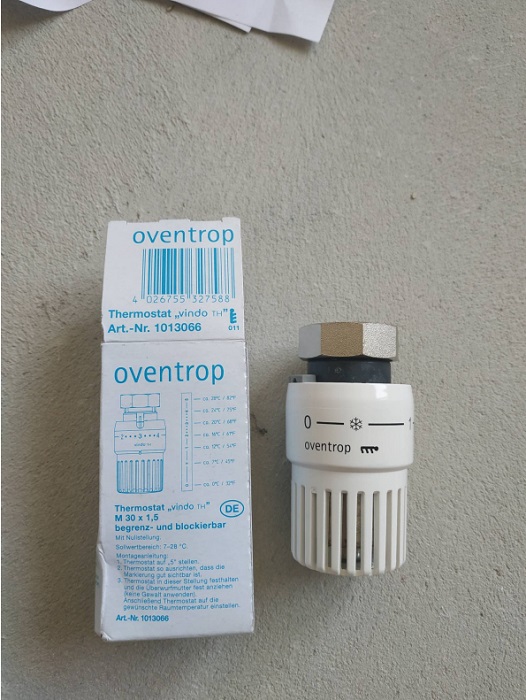 oventrop
4 026755 327588
Thermostat „vindo TH"
Art.-Nr. 1013066
011
oventrop
ca. 28°C / 82°F
ca. 24°C / 75°F
ca. 20°C / 68°F
ca. 16°C / 61°F
ca. 12°C / 54°F
ca. 7°C / 45°F
ca. 0°C / 32°F
Thermostat „vindo TH"
DE
M 30 x 1,5
begrenz- und blockierbar
Mit Nullstellung.
Sollwertbereich: 7-28 °C.
Montageanleitung:
1. Thermostat auf „5" stellen.
2. Thermostat so ausrichten, dass die
Markierung gut sichtbar ist.
3. Thermostat in dieser Stellung festhalten
und die Überwurfmutter fest anziehen
(keine Gewalt anwenden).
Anschließend Thermostat auf die
gewünschte Raumtemperatur einstellen.
Art.-Nr. 1013066
0 1
oventrop